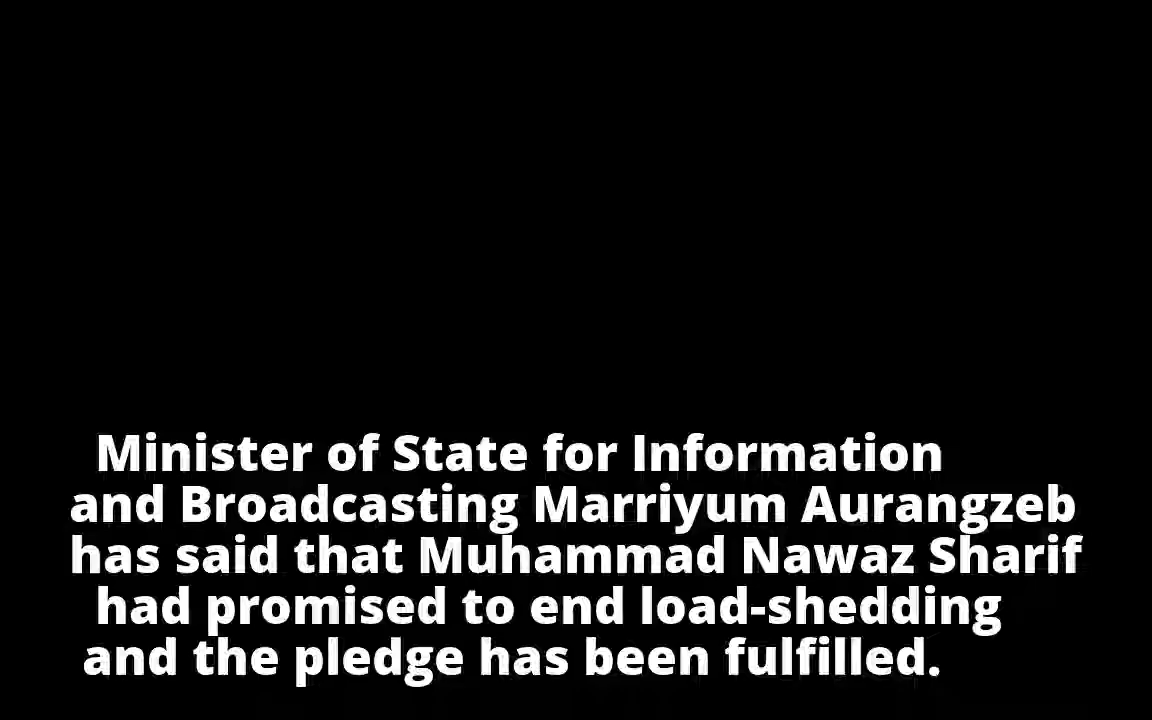 Minister of State for Information
and Broadcasting Marriyum Aurangzeb
has said that Muhammad Nawaz Sharif
had promised to end load-shedding
and the pledge has been fulfilled.